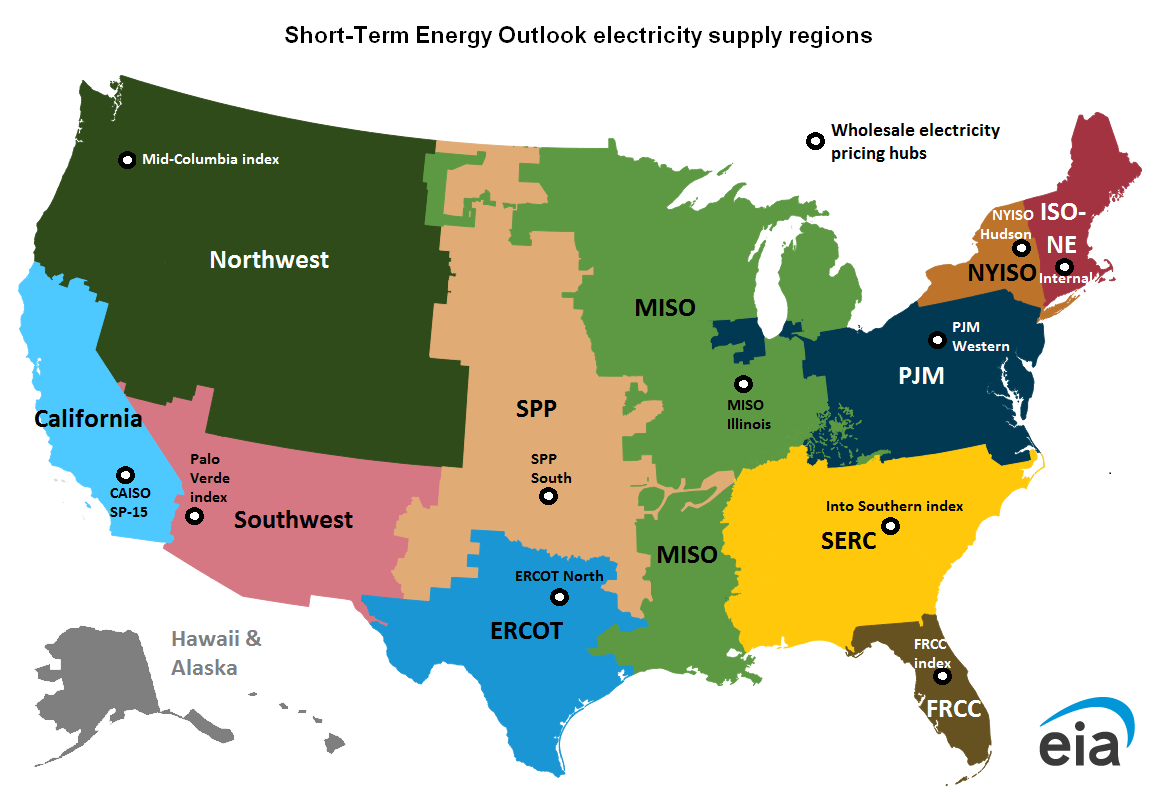 Short-Term Energy Outlook electricity supply regions
Wholesale electricity
pricing hubs
Mid-Columbia index
Northwest
California
CAISO
SP-15
Palo
Verde
index
Southwest
SPP
SPP
South
MISO
MISO
Illinois
MISO
ERCOT North
ERCOT
NYISO
Hudson
NYISO
ISO-
NE
Internal
PJM
Western
PJM
Into Southern index
SERC
FRCC
index
FRCC
Hawaii &
Alaska
eia